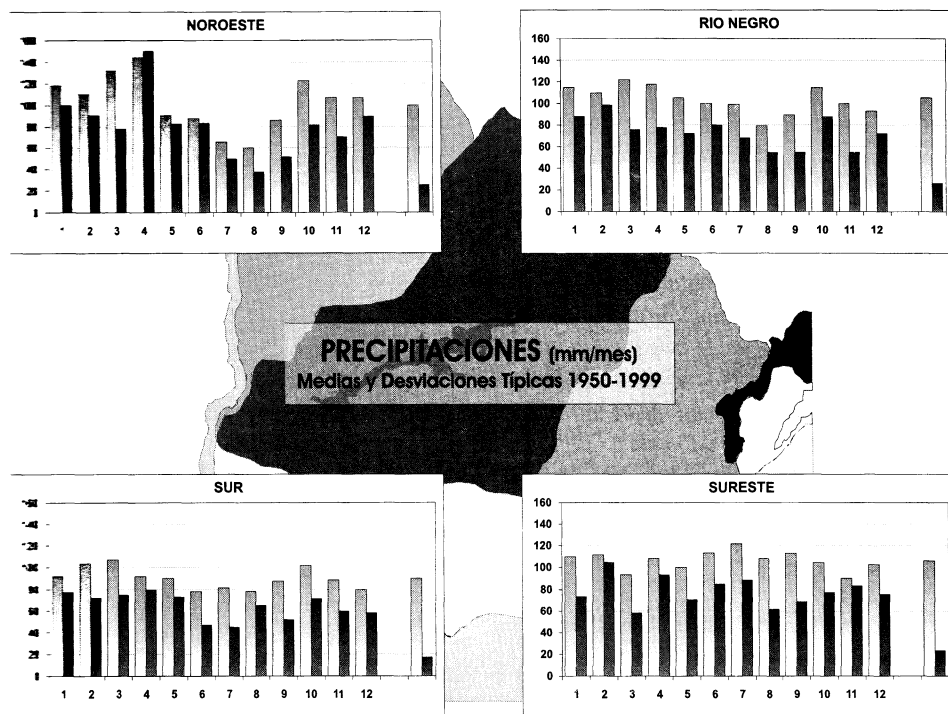 NOROESTE
2 3 4 5 6 7 8 9 10 11 12
RIO NEGRO
160
140
120
100
80
60
40
20
0
1 2 3 4 5 6 7 8 9 10 11 12
PRECIPITACIONES (mm/mes)
Medias y Desviaciones Típicas 1950-1999
SUR
1 2 3 4 5 6 7 8 9 10 11 12
SURESTE
160
140
120
100
80
60
40
20
0
1 2 3 4 5 6 7 8 9 10 11 12